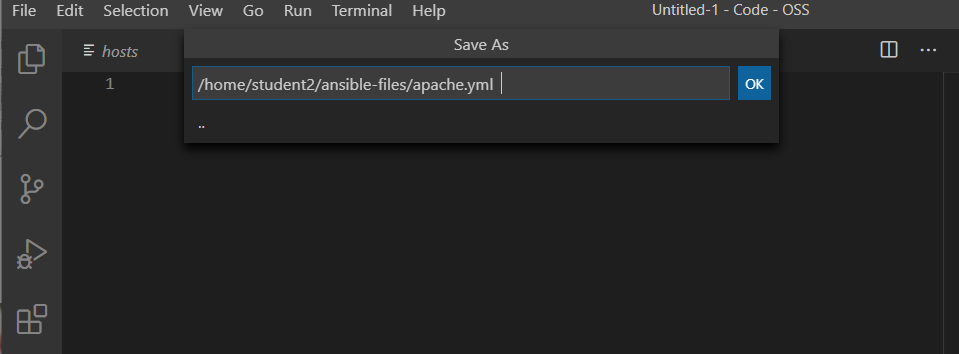 File Edit Selection View Go Run Terminal Help Untitled-1 - Code - OSS
Save As
hosts
/home/student2/ansible-files/apache.yml OK
1
..